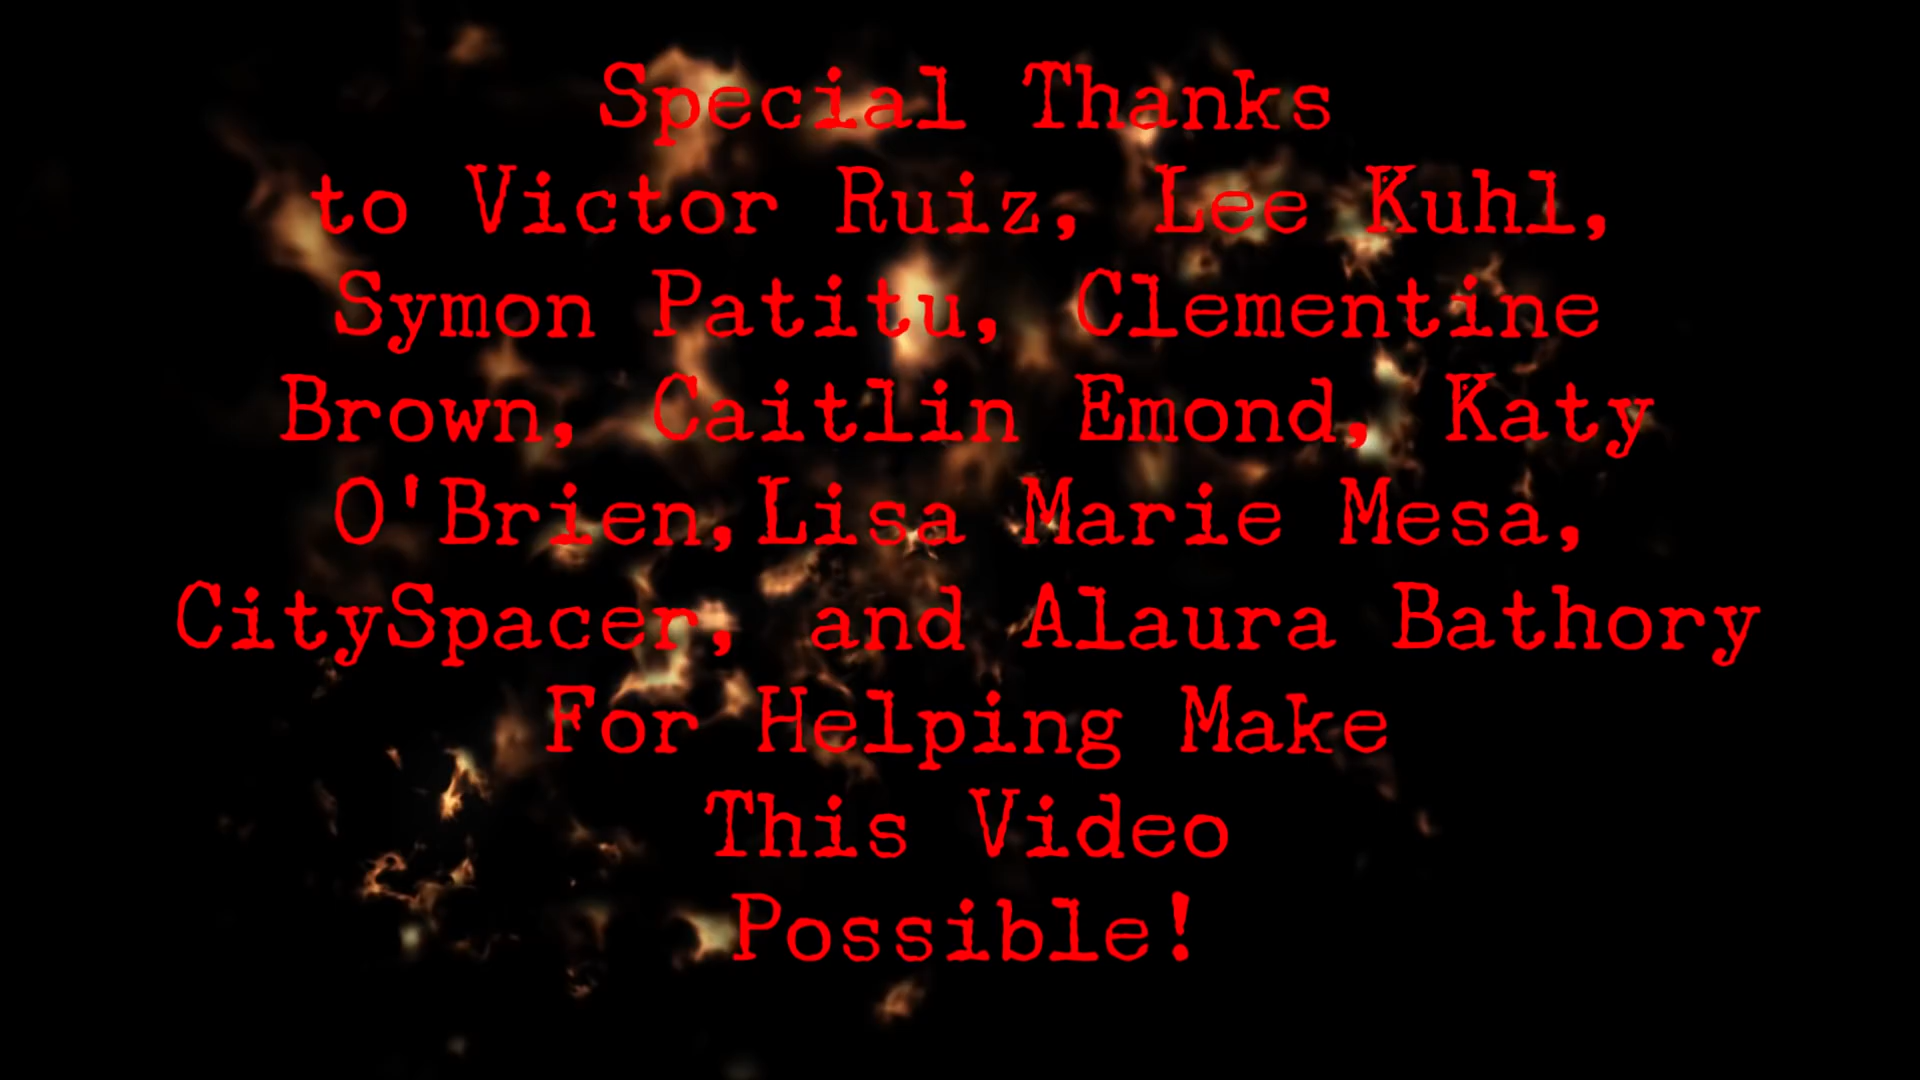 Special Thanks
to Victor Ruiz, Lee Kuhl,
Symon Patitu, Clementine
Brown, Caitlin Emond, Katy
O'Brien,Lisa Marie Mesa,
CitySpacer, and Alaura Bathory
For Helping Make
This Video
Possible!